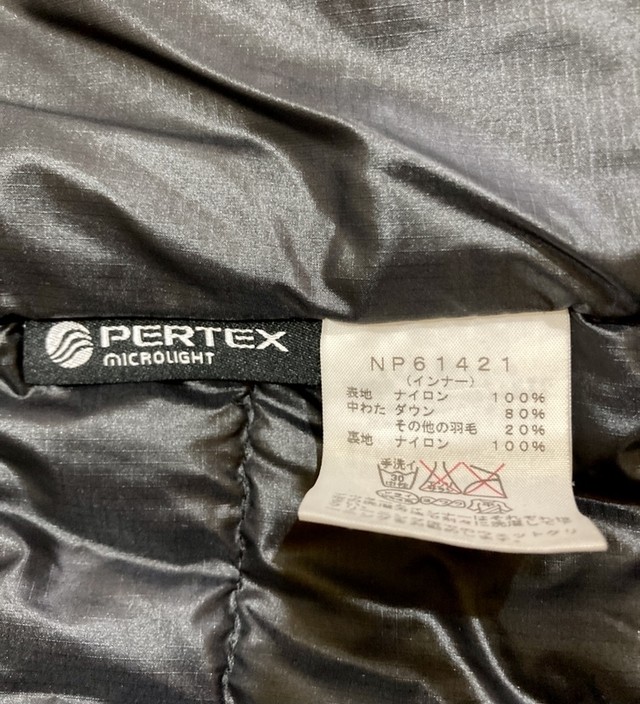 PERTEX
MICROLIGHT
NP61421
(インナー)
表地 ナイロン 100%
中わた ダウン 80%
その他の羽毛 20%
裏地 ナイロン 100%
手洗イ
30